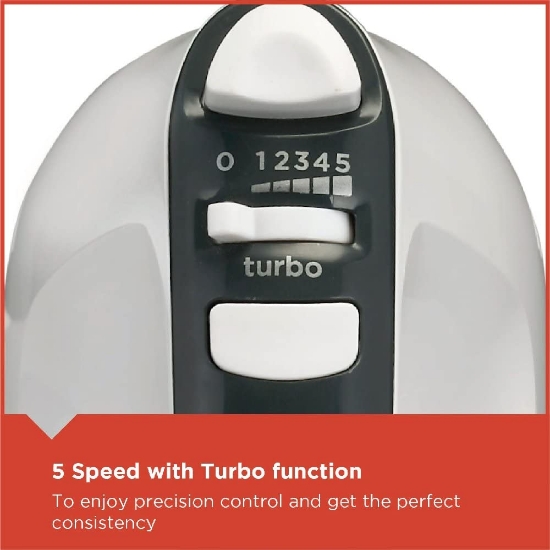 0 12345
turbo
5 Speed with Turbo function
To enjoy precision control and get the perfect
consistency